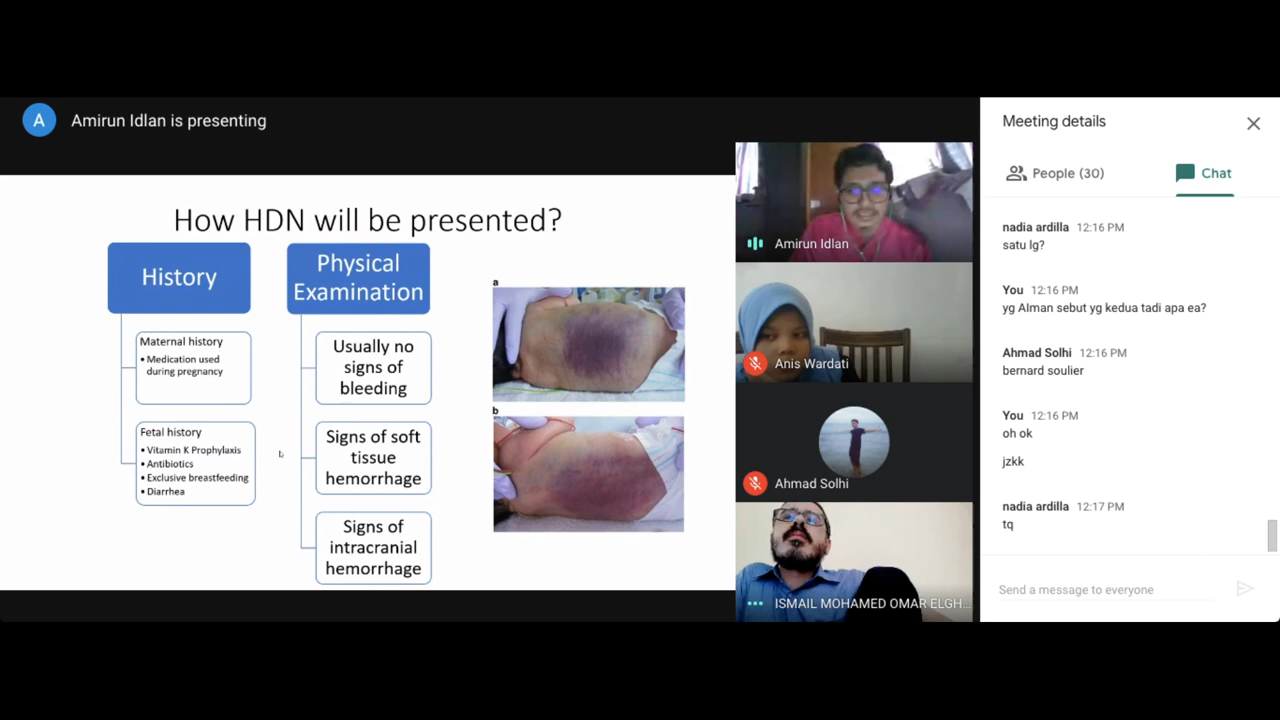 A
Amirun Idlan is presenting
How HDN will be presented?
History
Maternal history
• Medication used
during pregnancy
Fetal history
• Vitamin K Prophylaxis
• Antibiotics
• Exclusive breastfeeding
• Diarrhea
Physical
Examination
Usually no
signs of
bleeding
Signs of soft
tissue
hemorrhage
Signs of
intracranial
hemorrhage
a
b
Amirun Idlan
Anis Wardati
Ahmad Solhi
ISMAIL MOHAMED OMAR ELGH...
Meeting details
People (30)
Chat
nadia ardilla 12:16 PM
satu lg?
You 12:16 PM
yg Alman sebut yg kedua tadi apa ea?
Ahmad Solhi 12:16 PM
bernard soulier
You 12:16 PM
oh ok
jzkk
nadia ardilla 12:17 PM
tq
Send a message to everyone